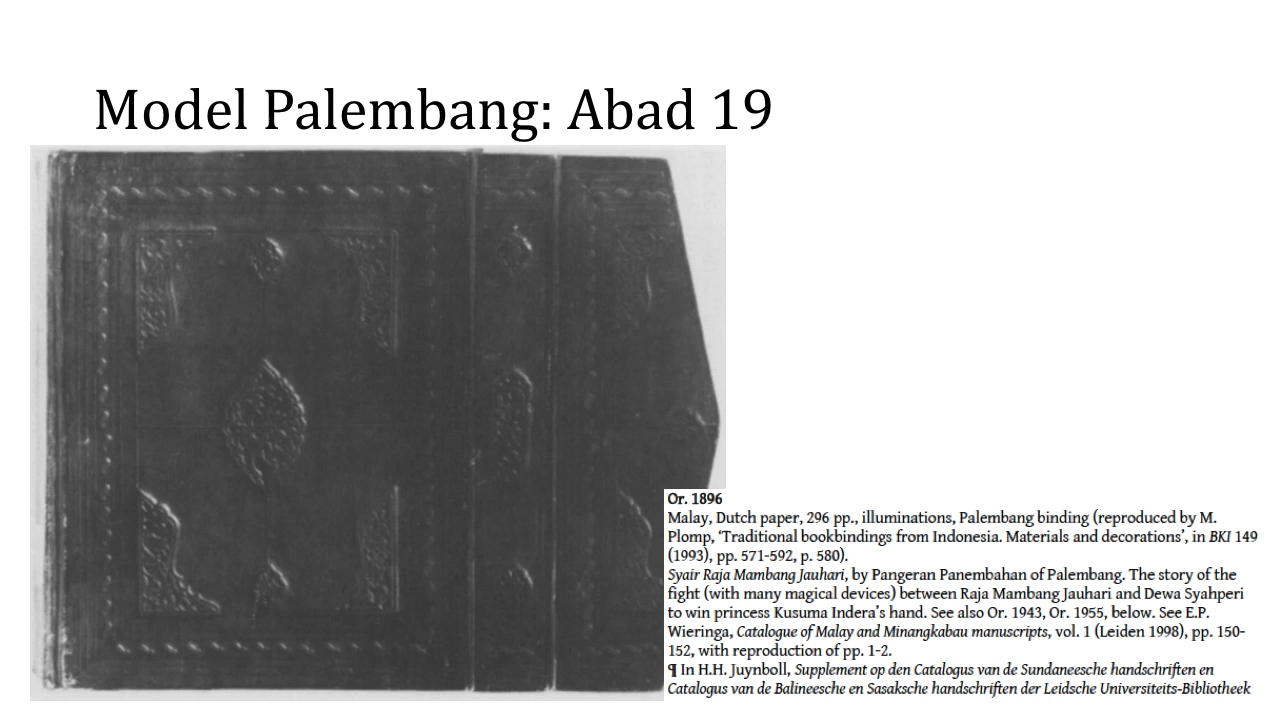 Model Palembang: Abad 19
Or. 1896
Malay, Dutch paper, 296 pp., illuminations, Palembang binding (reproduced by M.
Plomp, ‘Traditional bookbindings from Indonesia. Materials and decorations’, in BKI 149
(1993), pp. 571-592, p. 580).
Syair Raja Mambang Jauhari, by Pangeran Panembahan of Palembang. The story of the
fight (with many magical devices) between Raja Mambang Jauhari and Dewa Syahperi
to win princess Kusuma Indera’s hand. See also Or. 1943, Or. 1955, below. See E.P.
Wieringa, Catalogue of Malay and Minangkabau manuscripts, vol. 1 (Leiden 1998), pp. 150-
152, with reproduction of pp. 1-2.
¶ In H.H. Juynboll, Supplement op den Catalogus van de Sundaneesche handschriften en
Catalogus van de Balineesche en Sasaksche handschriften der Leidsche Universiteits-Bibliotheek